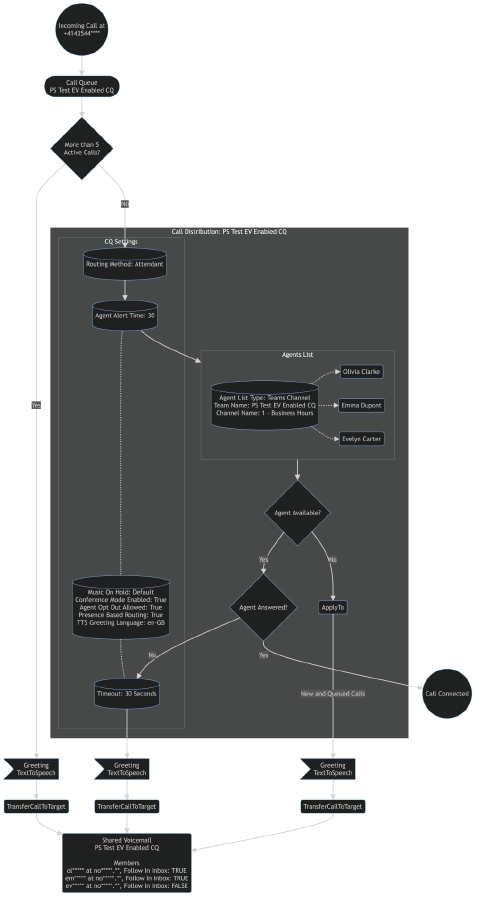 Incoming Call at
+4143544****
Call Queue
PS Test EV Enabled CQ
More than 5
Active Calls?
No
Yes
Call Distribution: PS Test EV Enabled CQ
CQ Settings
Routing Method: Attendant
Agent Alert Time: 30
Agents List
Agent List Type: Teams Channel
Team Name: PS Test EV Enabled CQ
Channel Name: 1 - Business Hours
Olivia Clarke
Emma Dupont
Evelyn Carter
Agent Available?
Yes
No
Music On Hold: Default
Conference Mode Enabled: True
Agent Opt Out Allowed: True
Presence Based Routing: True
TTS Greeting Language: en-GB
Agent Answered?
ApplyTo
No
Yes
Timeout: 30 Seconds
New and Queued Calls
Call Connected
Greeting
TextToSpeech
Greeting
TextToSpeech
Greeting
TextToSpeech
TransferCallToTarget
TransferCallToTarget
TransferCallToTarget
Shared Voicemail
PS Test EV Enabled CQ
Members
ol***** at no*****.**, Follow In Inbox: TRUE
em***** at no*****.**, Follow In Inbox: TRUE
ev***** at no*****.**, Follow In Inbox: FALSE